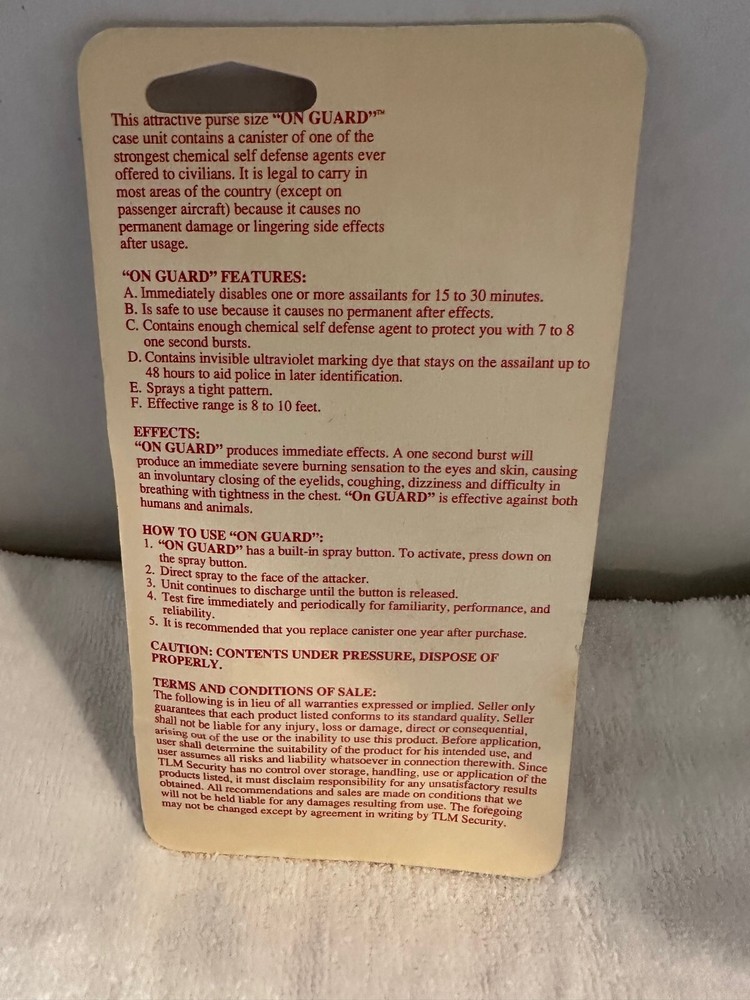 This attractive purse size "ON GUARD"™
case unit contains a canister of one of the
strongest chemical self defense agents ever
offered to civilians. It is legal to carry in
most areas of the country (except on
passenger aircraft) because it causes no
permanent damage or lingering side effects
after usage.
"ON GUARD" FEATURES:
A. Immediately disables one or more assailants for 15 to 30 minutes.
B. Is safe to use because it causes no permanent after effects.
C. Contains enough chemical self defense agent to protect you with 7 to 8
one second bursts.
D. Contains invisible ultraviolet marking dye that stays on the assailant up to
48 hours to aid police in later identification.
E. Sprays a tight pattern.
F. Effective range is 8 to 10 feet.
EFFECTS:
"ON GUARD" produces immediate effects. A one second burst will
produce an immediate severe burning sensation to the eyes and skin, causing
an involuntary closing of the eyelids, coughing, dizziness and difficulty in
breathing with tightness in the chest. "On GUARD" is effective against both
humans and animals.
HOW TO USE "ON GUARD":
1. "ON GUARD" has a built-in spray button. To activate, press down on
the spray button.
2. Direct spray to the face of the attacker.
3. Unit continues to discharge until the button is released.
4. Test fire immediately and periodically for familiarity, performance, and
reliability.
5. It is recommended that you replace canister one year after purchase.
CAUTION: CONTENTS UNDER PRESSURE, DISPOSE OF
PROPERLY.
TERMS AND CONDITIONS OF SALE:
The following is in lieu of all warranties expressed or implied. Seller only
guarantees that each product listed conforms to its standard quality. Seller
shall not be liable for any injury, loss or damage, direct or consequential,
arising out of the use or the inability to use this product. Before application,
user shall determine the suitability of the product for his intended use, and
user assumes all risks and liability whatsoever in connection therewith. Since
TLM Security has no control over storage, handling, use or application of the
products listed, it must disclaim responsibility for any unsatisfactory results
obtained. All recommendations and sales are made on conditions that we
will not be held liable for any damages resulting from use. The foregoing
may not be changed except by agreement in writing by TLM Security.